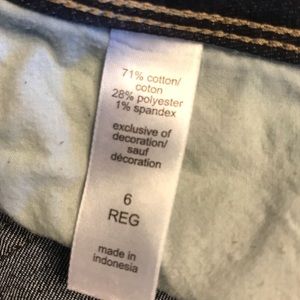 71% cotton/
coton
28% polyester
1% spandex
exclusive of
decoration/
sauf
décoration
6
REG
made in
indonesia